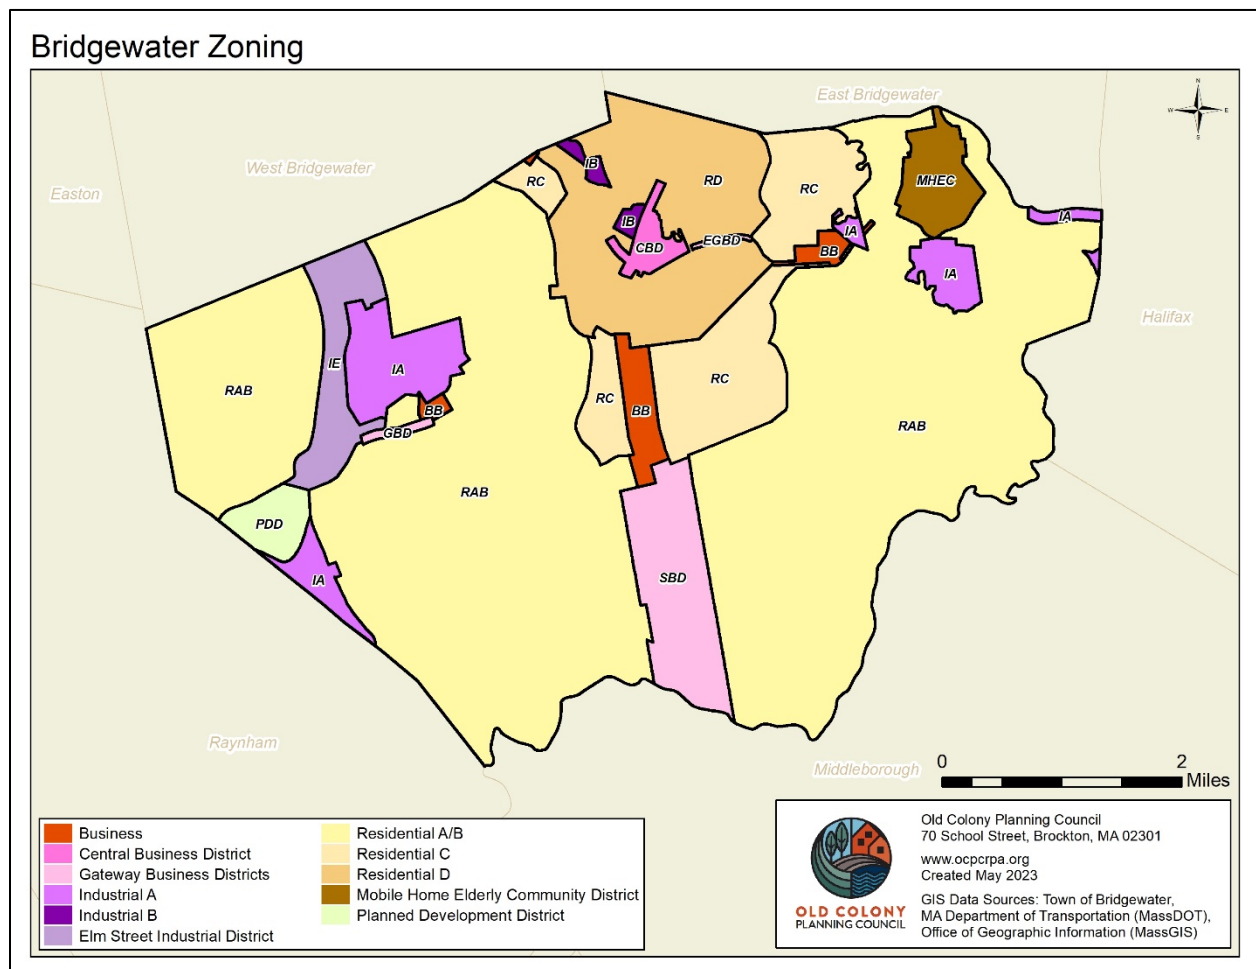 Bridgewater Zoning
N
W E
S
East Bridgewater
West Bridgewater
Easton
IB
RC
RD
RC
MHEC
IB
IA
IA
EGBD
CBD
BB
IA
Halifax
IE
IA
RAB
RC
BB
RC
BB
GBD
RAB
RAB
PDD
IA
SBD
Raynham
Middleborough
0 2
Miles
Business
Central Business District
Gateway Business Districts
Industrial A
Industrial B
Elm Street Industrial District
Residential A/B
Residential C
Residential D
Mobile Home Elderly Community District
Planned Development District
OLD COLONY
PLANNING COUNCIL
Old Colony Planning Council
70 School Street, Brockton, MA 02301
www.ocpcrpa.org
Created May 2023
GIS Data Sources: Town of Bridgewater,
MA Department of Transportation (MassDOT),
Office of Geographic Information (MassGIS)